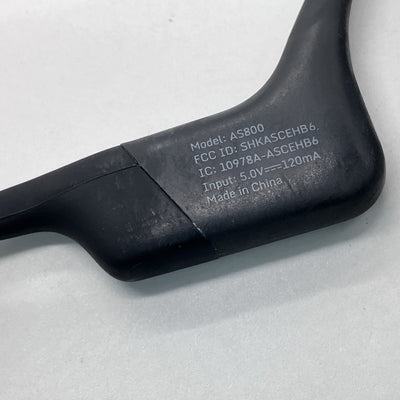 Model: AS800
FCC ID: SHKASCEHB6
IC: 10978A-ASCEHB6
Input: 5.0V⎓120mA
Made in China